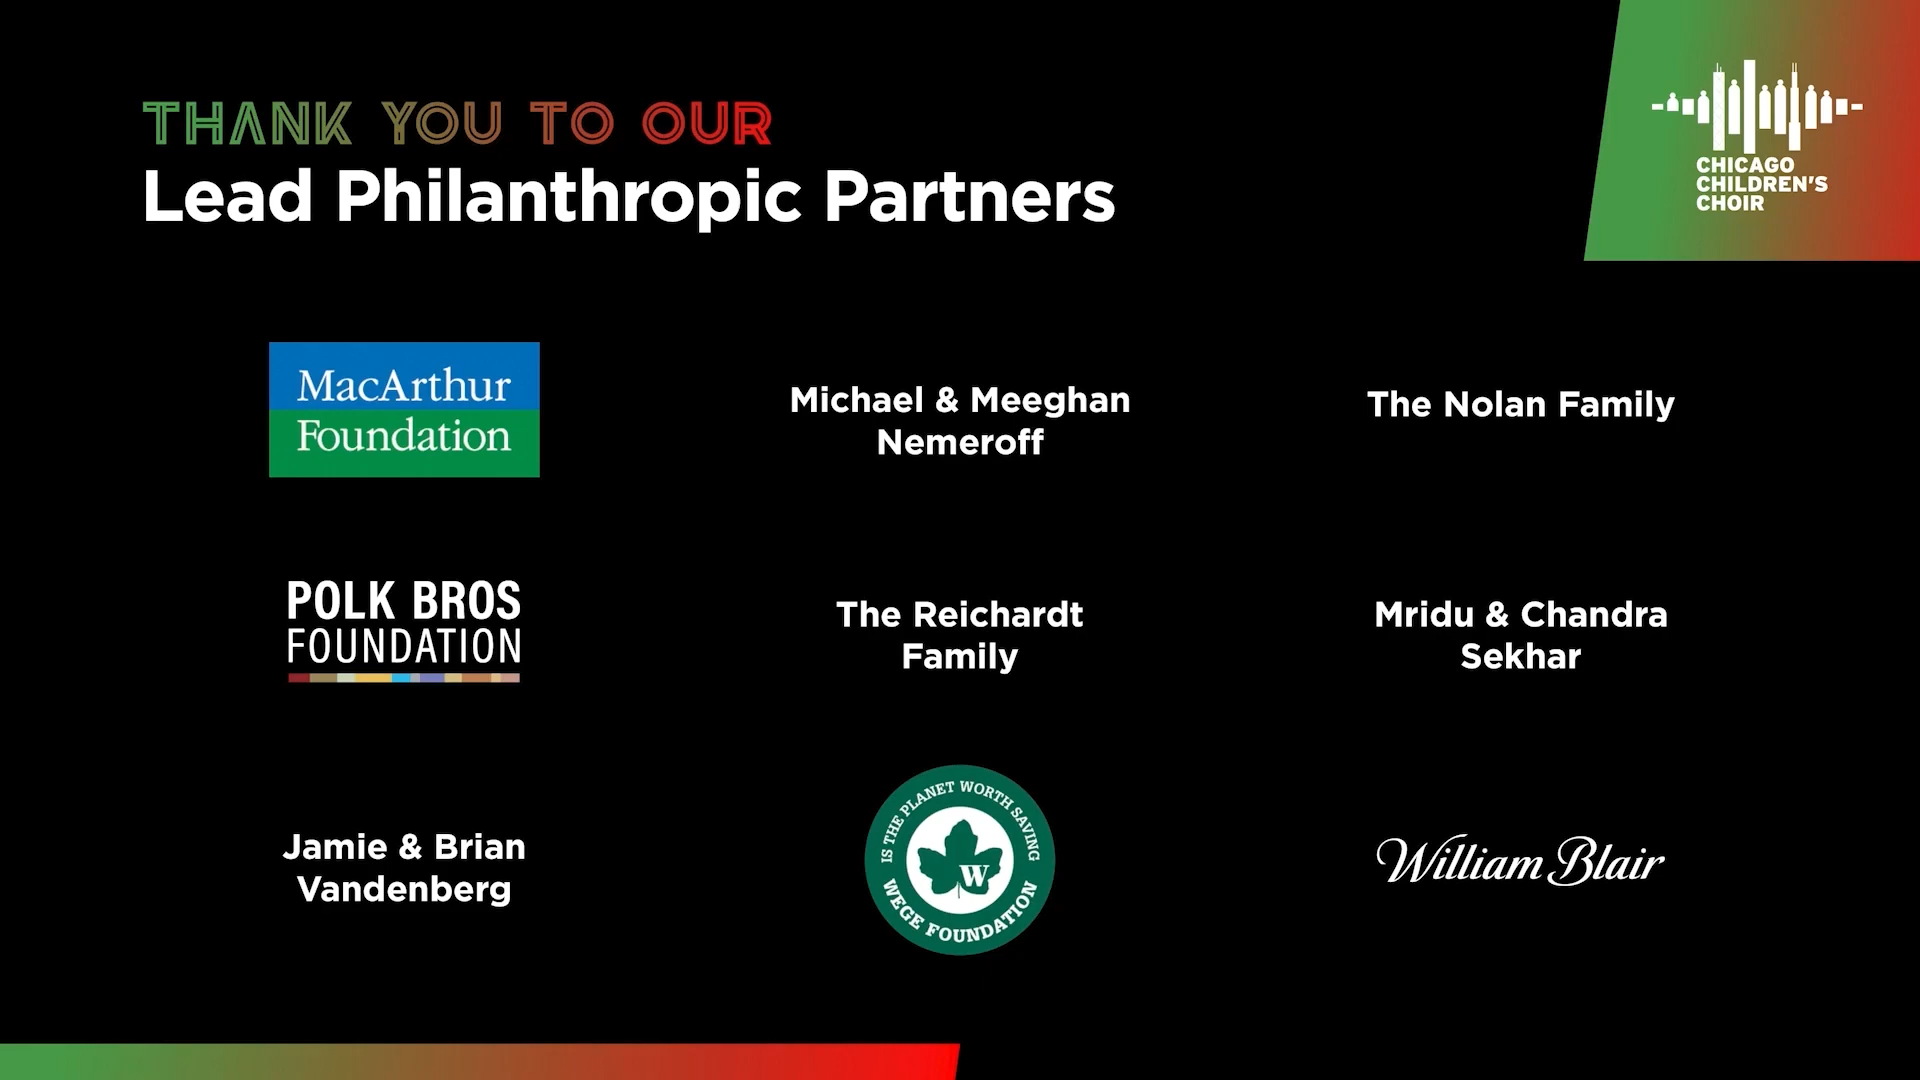 THANK YOU TO OUR
Lead Philanthropic Partners
CHICAGO
CHILDREN'S
CHOIR
MacArthur
Foundation
Michael & Meeghan
Nemeroff
The Nolan Family
POLK BROS
FOUNDATION
The Reichardt
Family
Mridu & Chandra
Sekhar
Jamie & Brian
Vandenberg
IS THE PLANET WORTH SAVING
W
WEGE FOUNDATION
William Blair